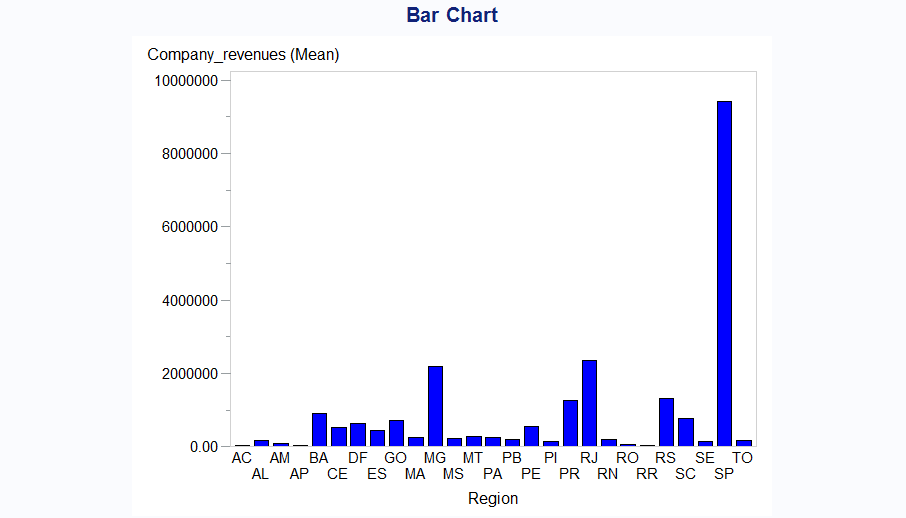 Bar Chart
Company_revenues (Mean)
10000000
8000000
6000000
4000000
2000000
0.00
AC AM BA DF GO MG MT PB PI RJ RO RS SE TO
AL AP CE ES MA MS PA PE PR RN RR SC SP
Region